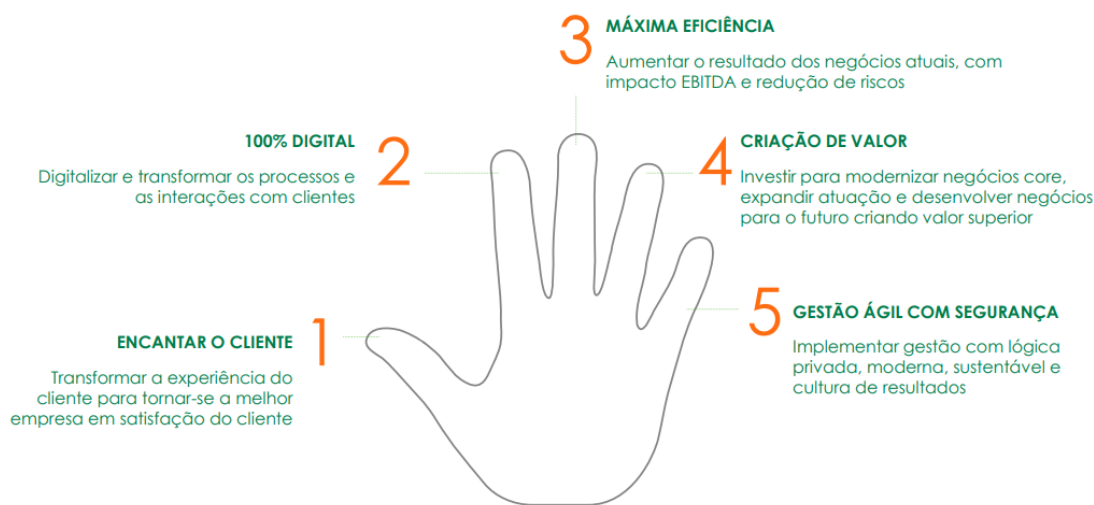 3
MÁXIMA EFICIÊNCIA
Aumentar o resultado dos negócios atuais, com
impacto EBITDA e redução de riscos
100% DIGITAL
2
Digitalizar e transformar os processos e
as interações com clientes
4
CRIAÇÃO DE VALOR
Investir para modernizar negócios core,
expandir atuação e desenvolver negócios
para o futuro criando valor superior
ENCANTAR O CLIENTE
1
Transformar a experiência do
cliente para tornar-se a melhor
empresa em satisfação do cliente
5
GESTÃO ÁGIL COM SEGURANÇA
Implementar gestão com lógica
privada, moderna, sustentável e
cultura de resultados